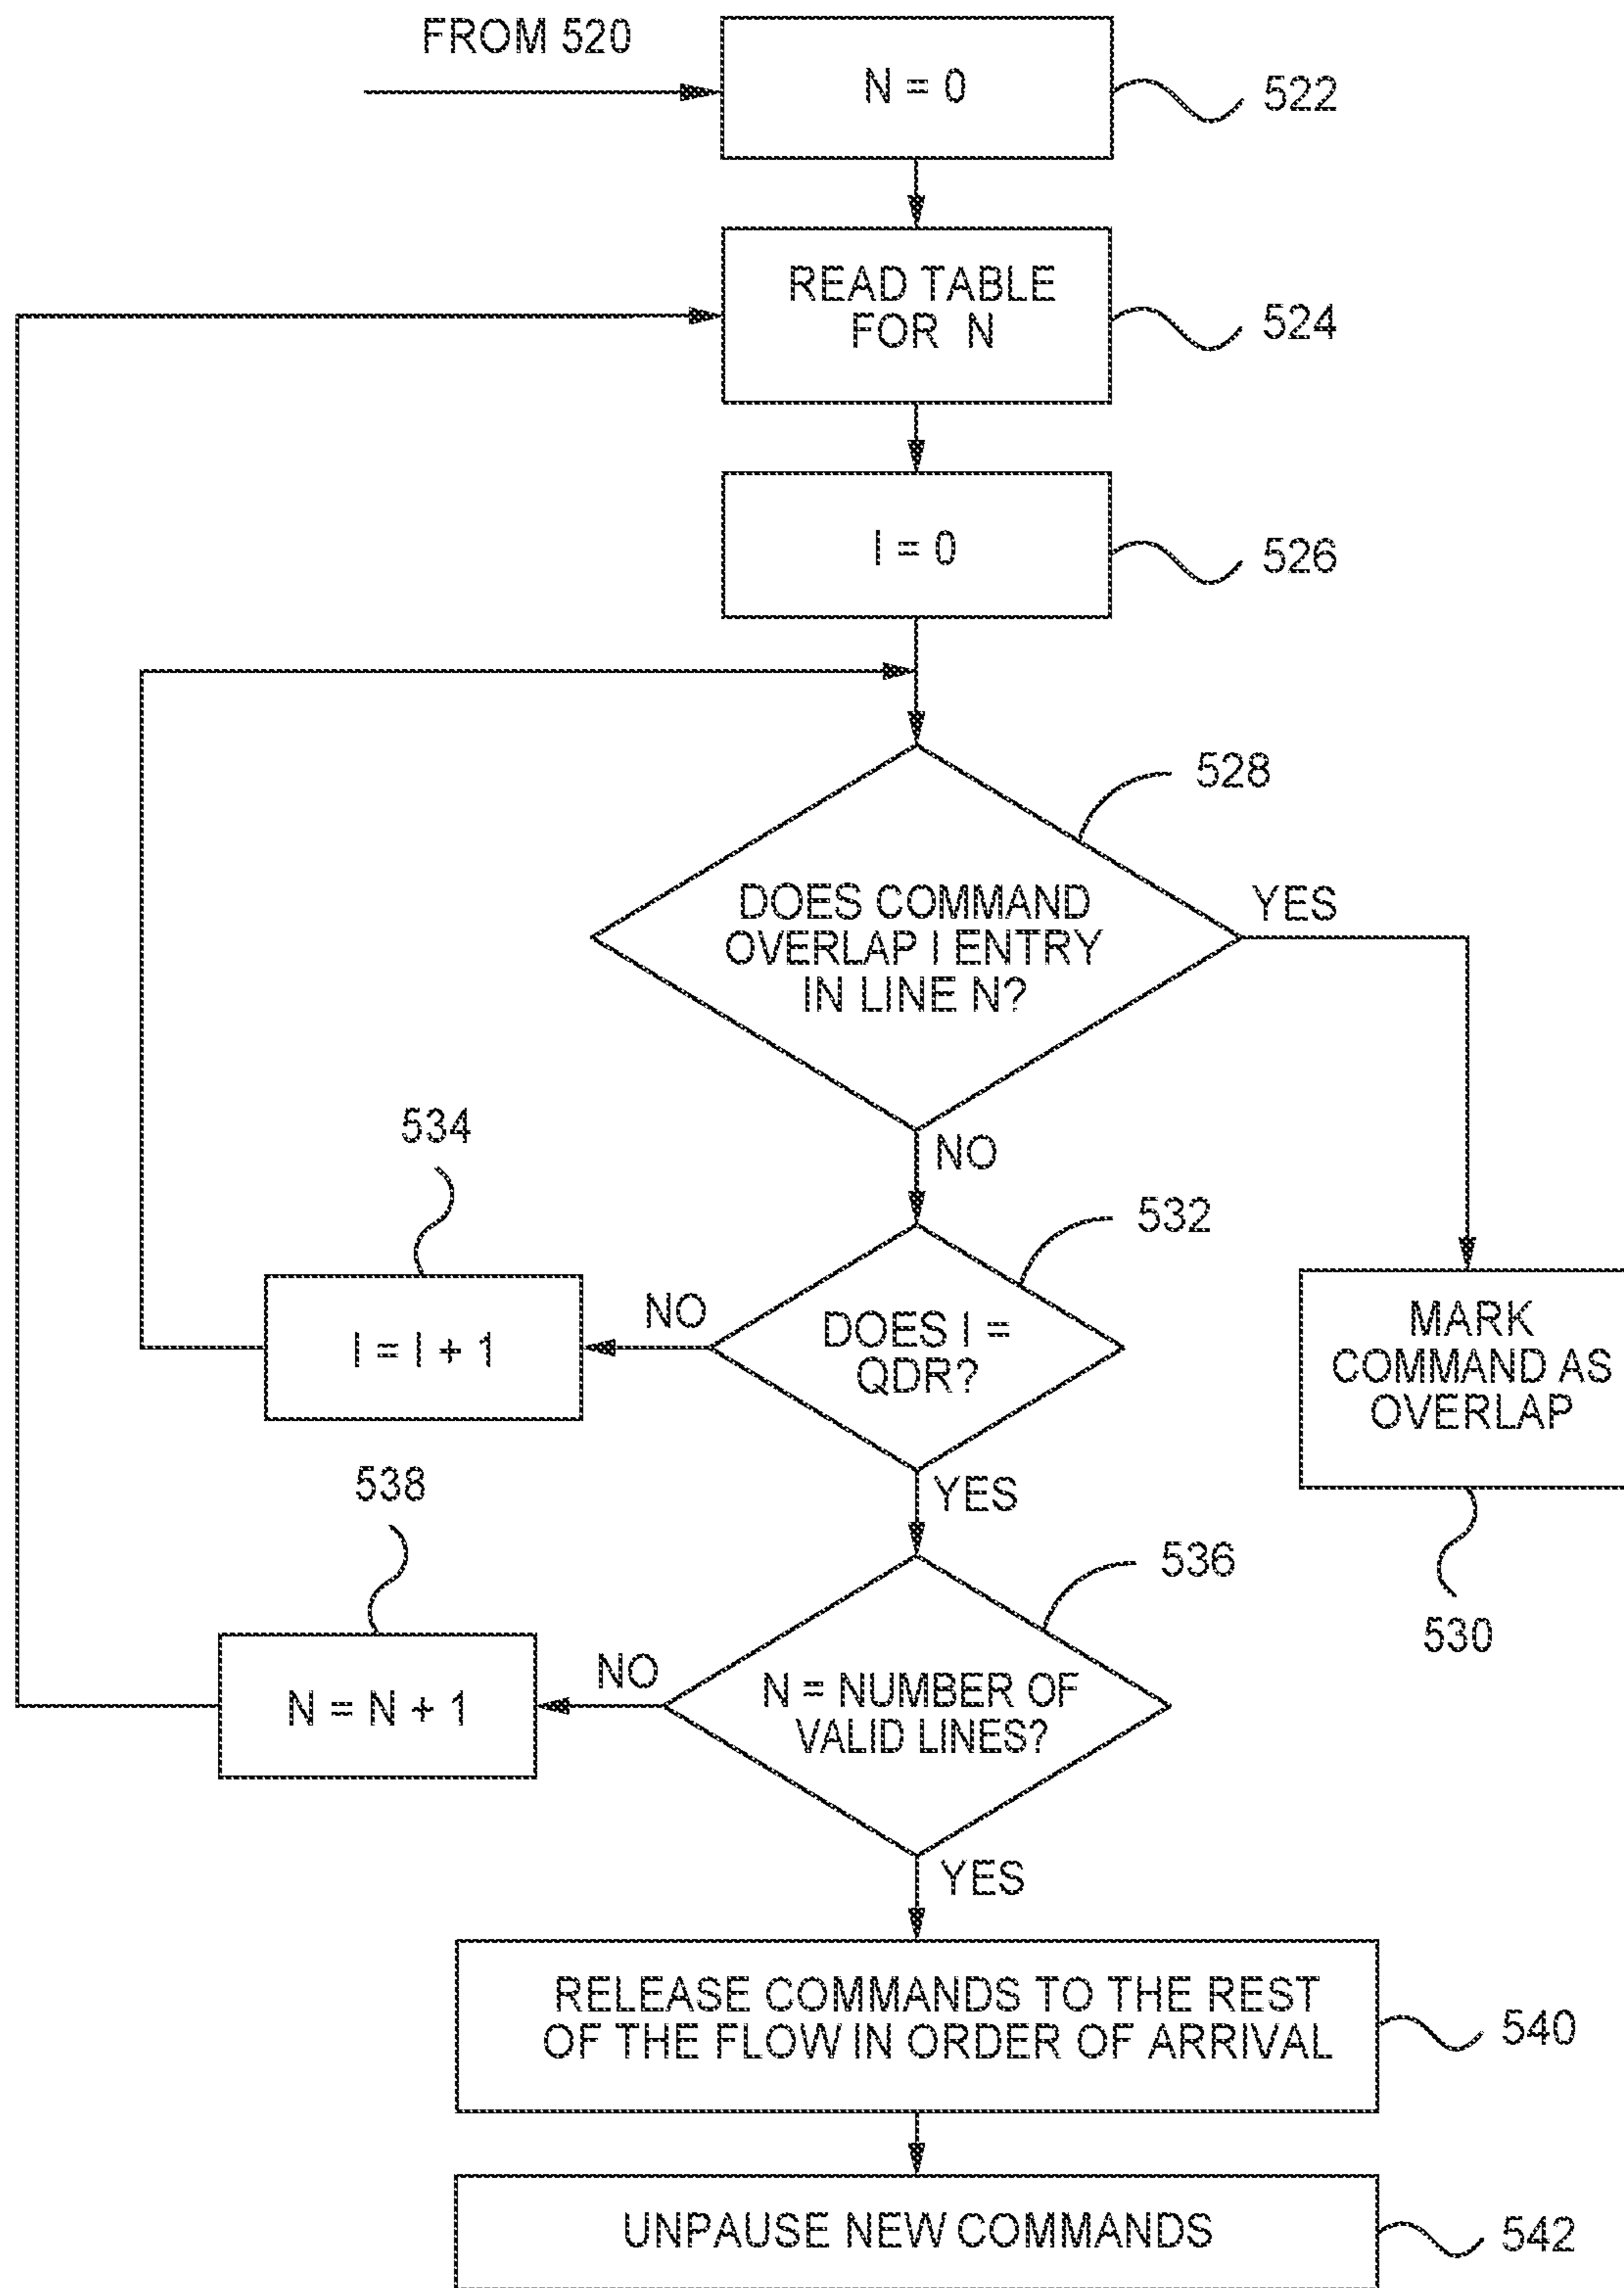 FROM 520
N = 0
522
READ TABLE
FOR N
524
I = 0
526
528
DOES COMMAND
OVERLAP I ENTRY
IN LINE N?
YES
NO
534
532
I = I + 1
NO
DOES I =
QDR?
MARK
COMMAND AS
OVERLAP
530
YES
538
536
N = N + 1
NO
N = NUMBER OF
VALID LINES?
YES
RELEASE COMMANDS TO THE REST
OF THE FLOW IN ORDER OF ARRIVAL
540
UNPAUSE NEW COMMANDS
542